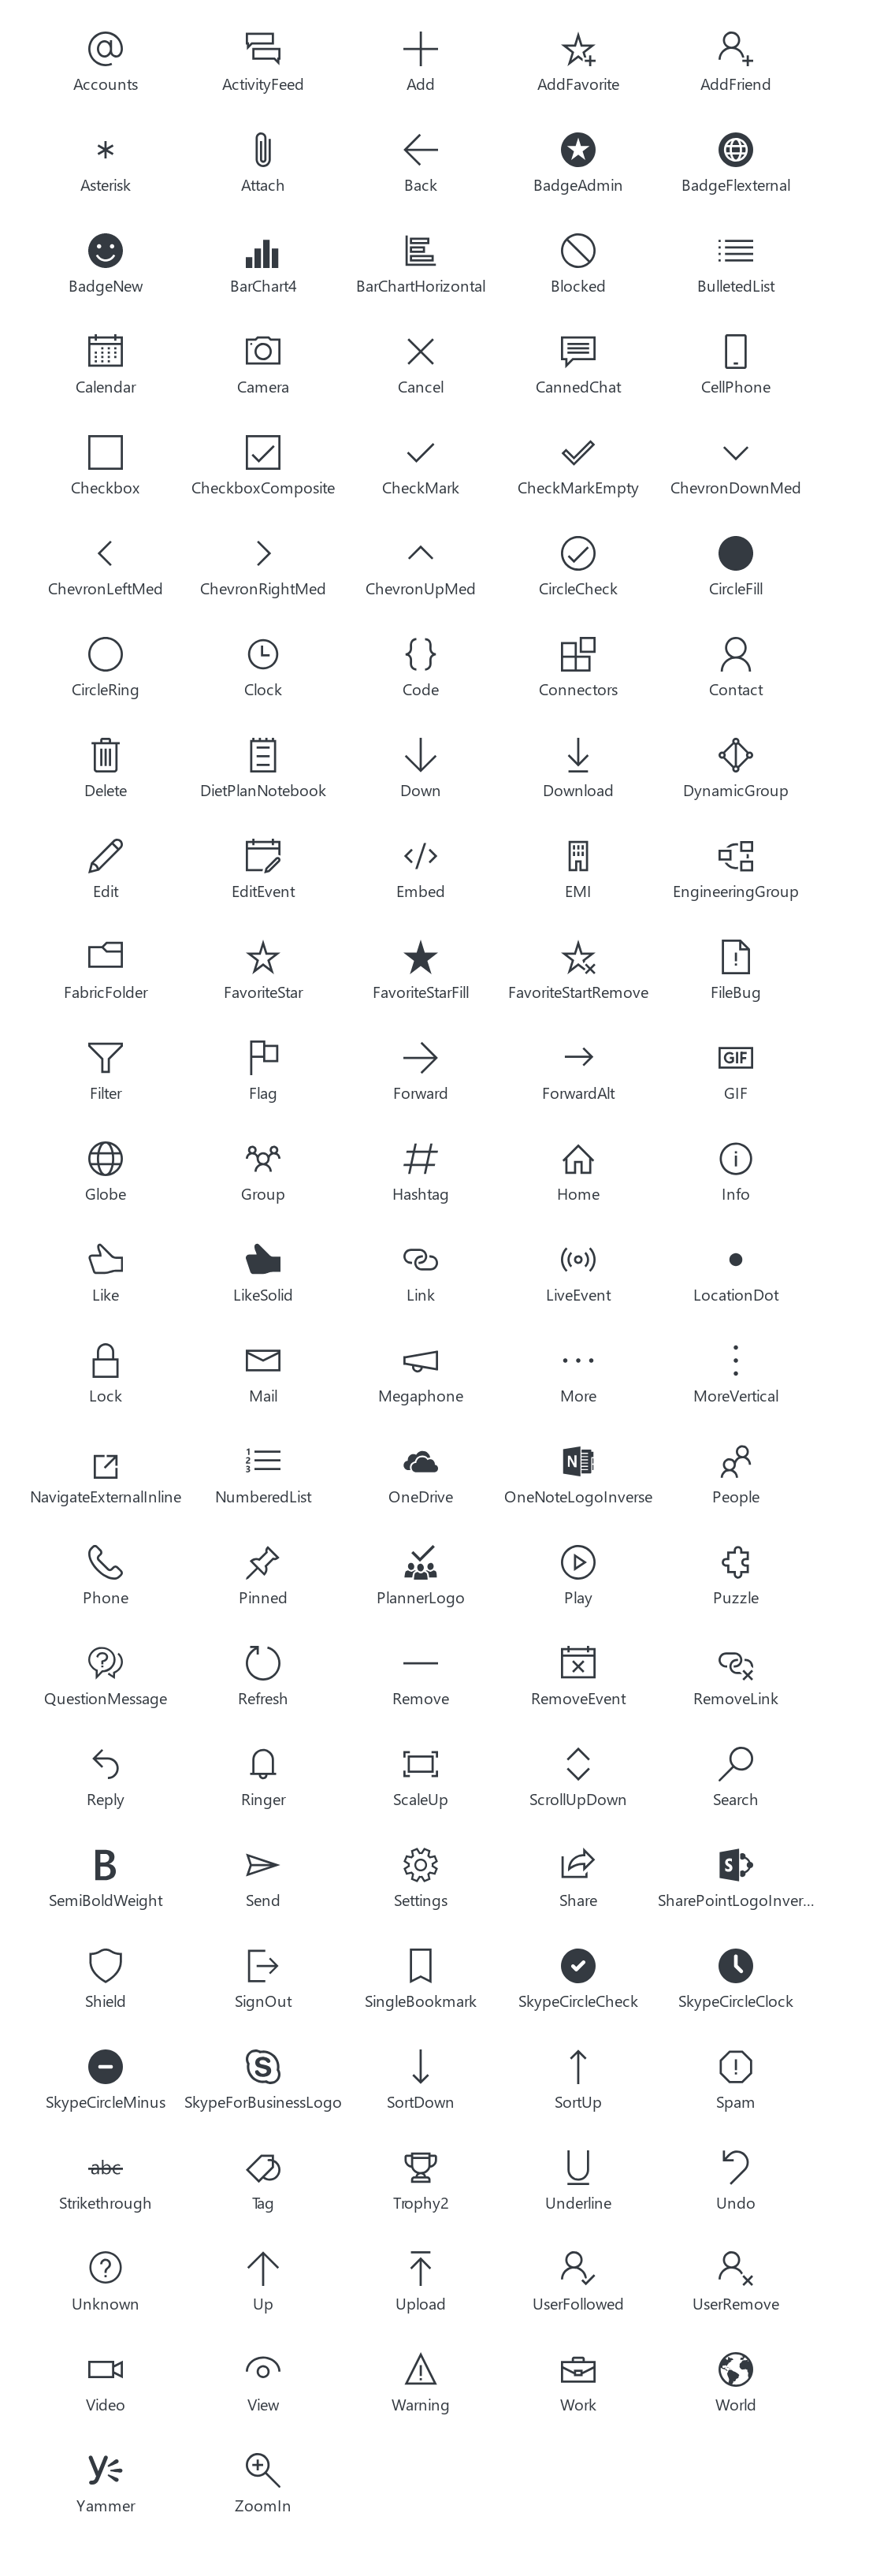 Accounts ActivityFeed Add AddFavorite AddFriend
Asterisk Attach Back BadgeAdmin BadgeFlexternal
BadgeNew BarChart4 BarChartHorizontal Blocked BulletedList
Calendar Camera Cancel CannedChat CellPhone
Checkbox CheckboxComposite CheckMark CheckMarkEmpty ChevronDownMed
ChevronLeftMed ChevronRightMed ChevronUpMed CircleCheck CircleFill
CircleRing Clock Code Connectors Contact
Delete DietPlanNotebook Down Download DynamicGroup
Edit EditEvent Embed EMI EngineeringGroup
FabricFolder FavoriteStar FavoriteStarFill FavoriteStartRemove FileBug
GIF
Filter Flag Forward ForwardAlt GIF
Globe Group Hashtag Home Info
Like LikeSolid Link LiveEvent LocationDot
Lock Mail Megaphone More MoreVertical
1
2
3
N
NavigateExternalInline NumberedList OneDrive OneNoteLogoInverse People
Phone Pinned PlannerLogo Play Puzzle
QuestionMessage Refresh Remove RemoveEvent RemoveLink
Reply Ringer ScaleUp ScrollUpDown Search
B S
SemiBoldWeight Send Settings Share SharePointLogoInver...
Shield SignOut SingleBookmark SkypeCircleCheck SkypeCircleClock
S
SkypeCircleMinus SkypeForBusinessLogo SortDown SortUp Spam
abc U
Strikethrough Tag Trophy2 Underline Undo
Unknown Up Upload UserFollowed UserRemove
Video View Warning Work World
Yammer ZoomIn